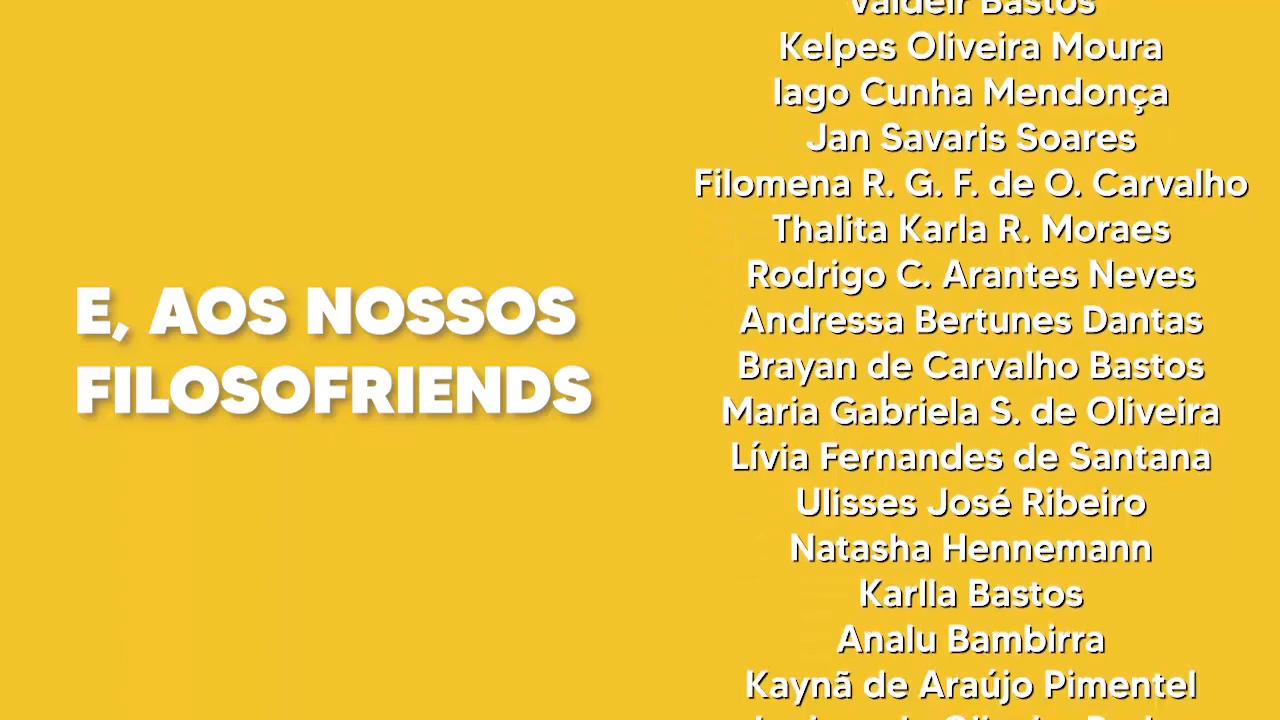 E, AOS NOSSOS
FILOSOFRIENDS
Valdeir Bastos
Kelpes Oliveira Moura
Iago Cunha Mendonça
Jan Savaris Soares
Filomena R. G. F. de O. Carvalho
Thalita Karla R. Moraes
Rodrigo C. Arantes Neves
Andressa Bertunes Dantas
Brayan de Carvalho Bastos
Maria Gabriela S. de Oliveira
Lívia Fernandes de Santana
Ulisses José Ribeiro
Natasha Hennemann
Karlla Bastos
Analu Bambirra
Kaynã de Araújo Pimentel